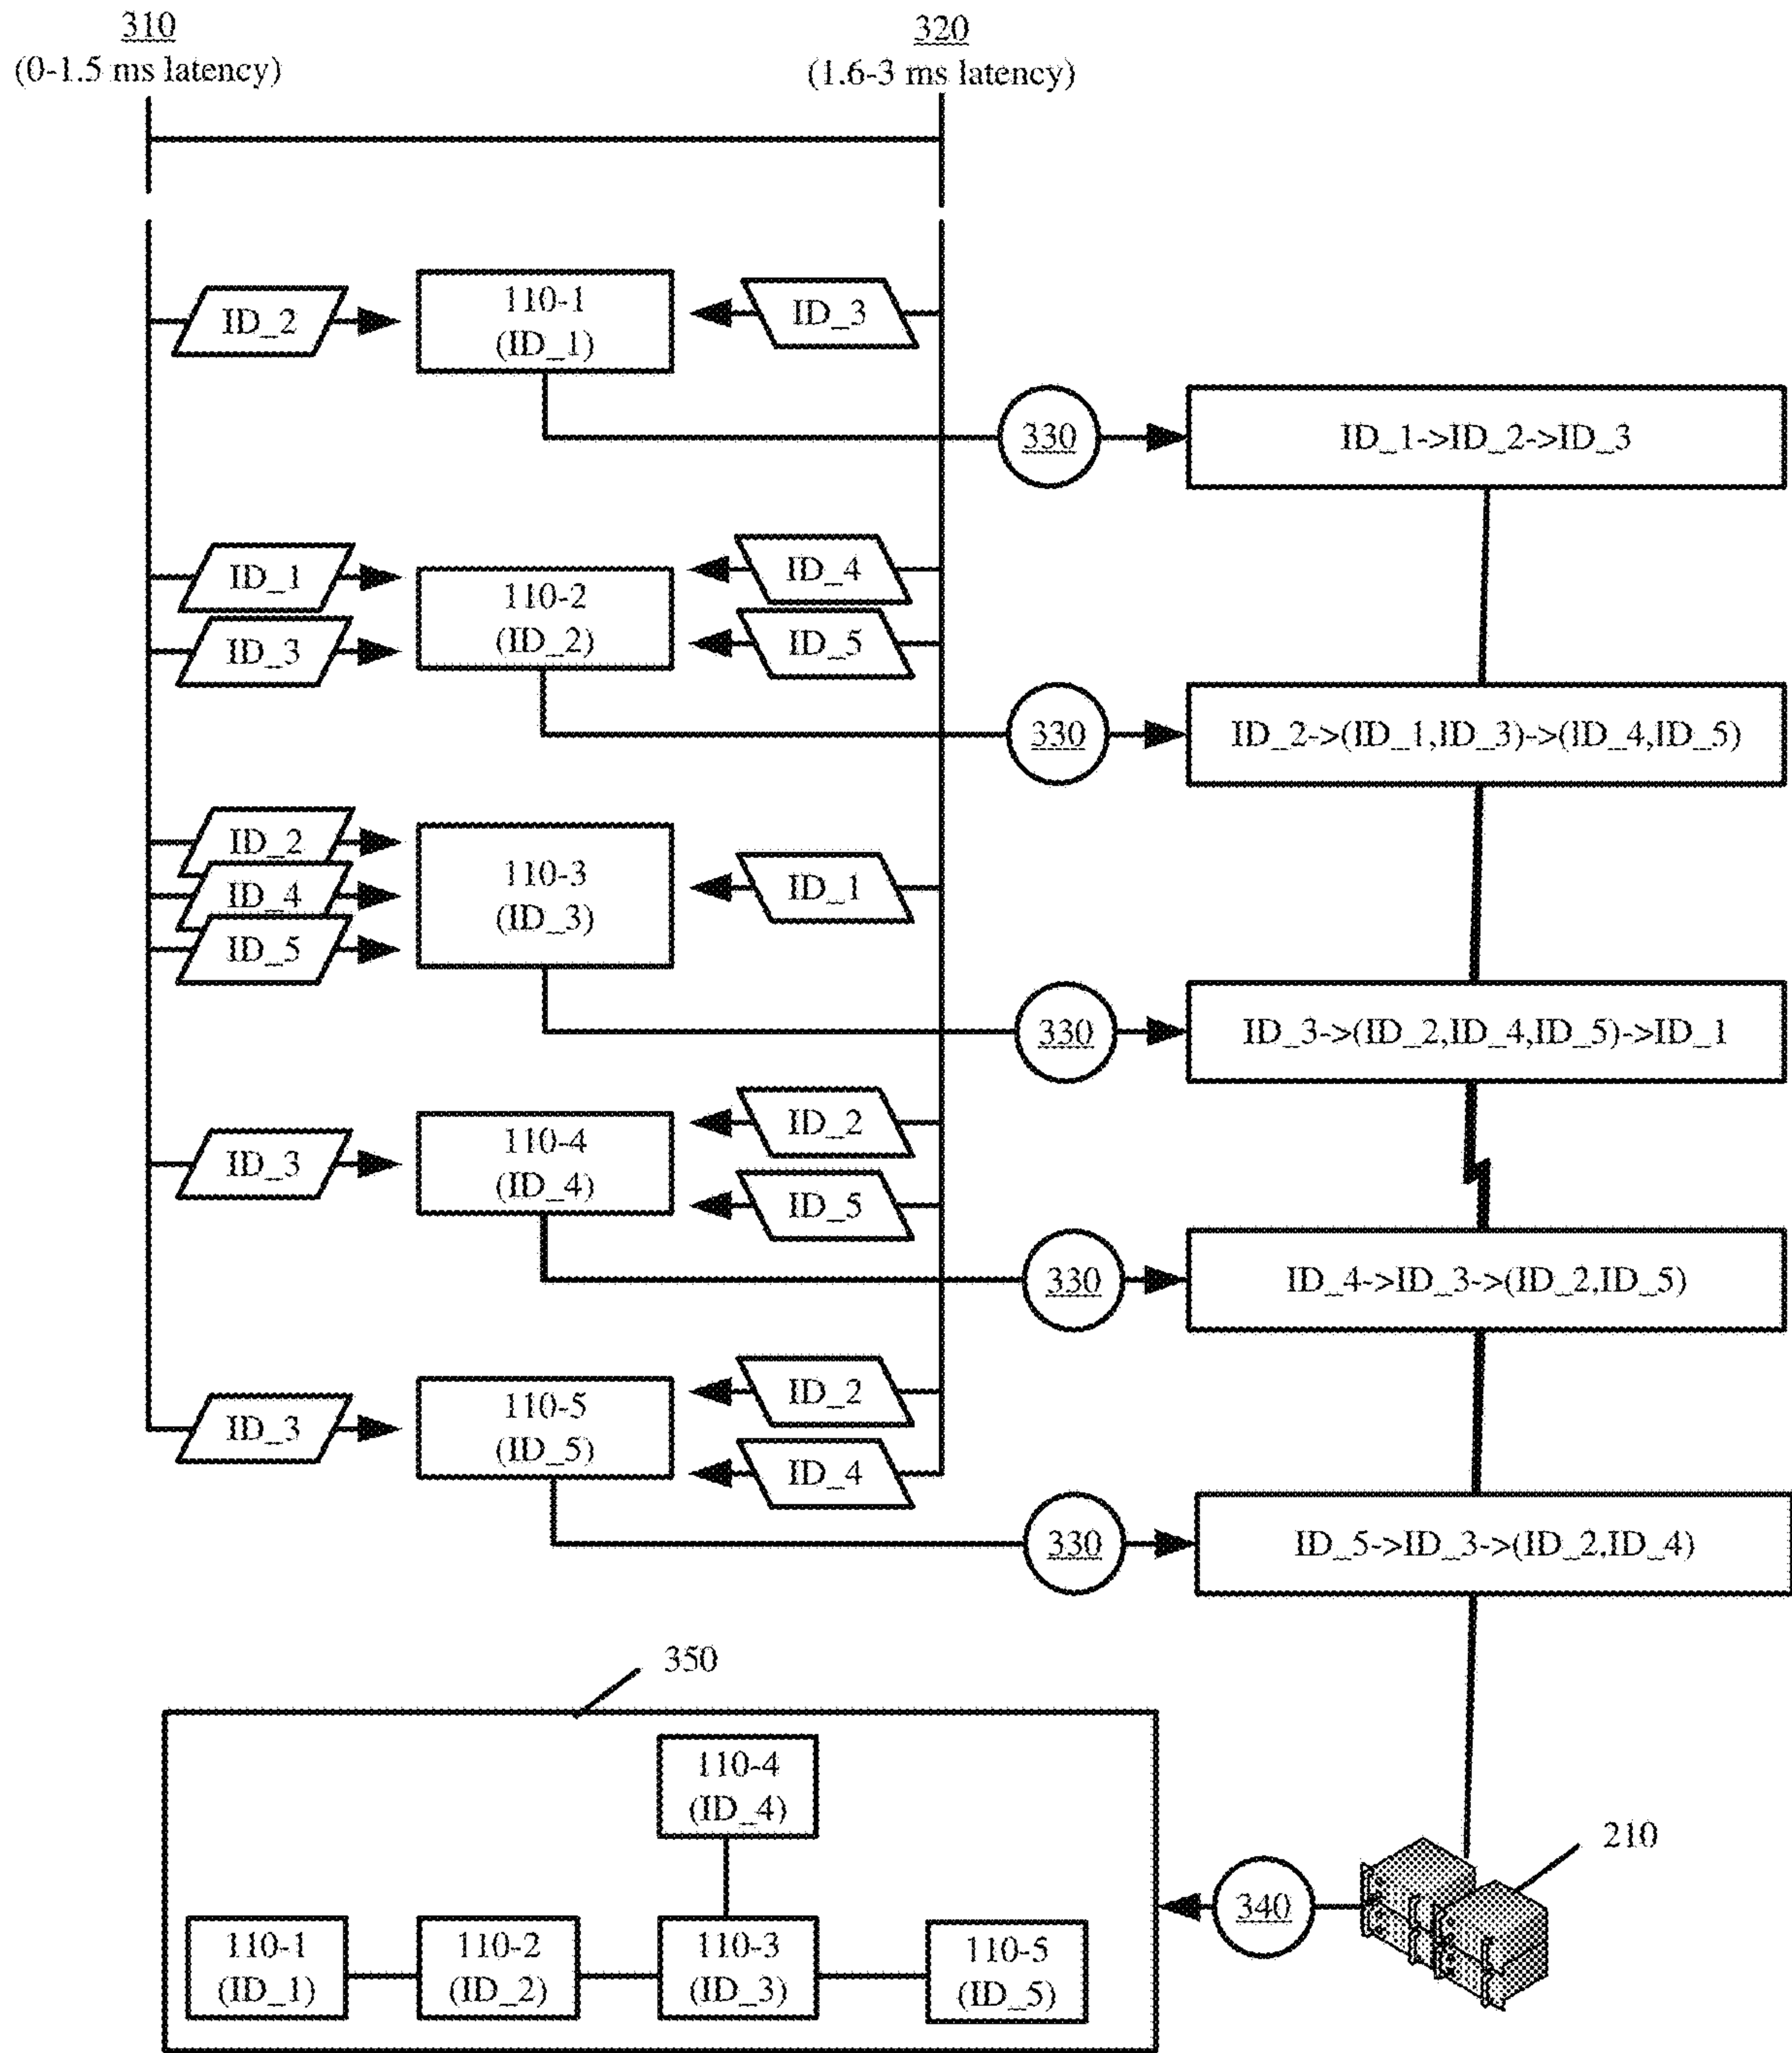 310
(0-1.5 ms latency)
320
(1.6-3 ms latency)
ID_2
110-1
(ID_1)
ID_3
330
ID_1->ID_2->ID_3
ID_1
ID_3
110-2
(ID_2)
ID_4
ID_5
330
ID_2->(ID_1,ID_3)->(ID_4,ID_5)
ID_2
ID_4
ID_5
110-3
(ID_3)
ID_1
330
ID_3->(ID_2,ID_4,ID_5)->ID_1
ID_3
110-4
(ID_4)
ID_2
ID_5
330
ID_4->ID_3->(ID_2,ID_5)
ID_3
110-5
(ID_5)
ID_2
ID_4
330
ID_5->ID_3->(ID_2,ID_4)
350
110-4
(ID_4)
110-1
(ID_1)
110-2
(ID_2)
110-3
(ID_3)
110-5
(ID_5)
340
210